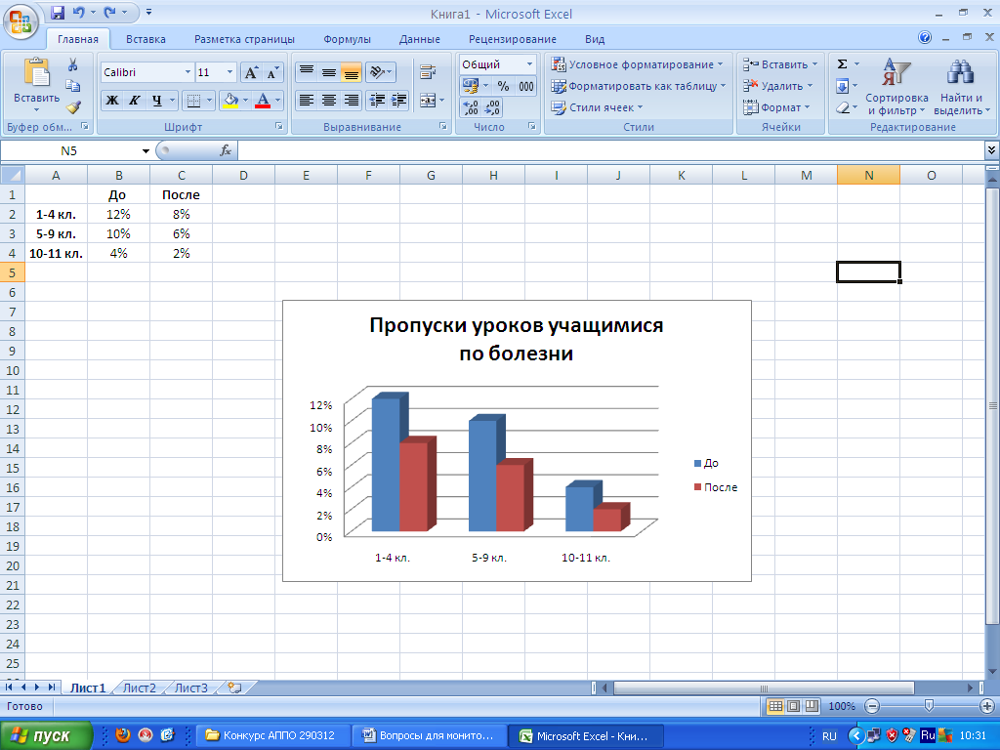 Книга1 - Microsoft Excel
Главная Вставка Разметка страницы Формулы Данные Рецензирование Вид
Вставить
Буфер обм...
Calibri 11
Ж К Ч
Шрифт
Выравнивание
Общий
% 000
Число
Условное форматирование
Форматировать как таблицу
Стили ячеек
Стили
Вставить
Удалить
Формат
Ячейки
Σ
Сортировка и фильтр
Найти и выделить
Редактирование
N5 fx
A B C D E F G H I J K L M N O
1 До После
2 1-4 кл. 12% 8%
3 5-9 кл. 10% 6%
4 10-11 кл. 4% 2%
5
6
7
8
9
10
11
12
13
14
15
16
17
18
19
20
21
22
23
24
25
Пропуски уроков учащимися
по болезни
12%
10%
8%
6%
4%
2%
0%
1-4 кл. 5-9 кл. 10-11 кл.
До
После
Лист1 Лист2 Лист3
Готово 100%
пуск Конкурс АППО 290312 Вопросы для монито... Microsoft Excel - Кни... RU Ru 10:31